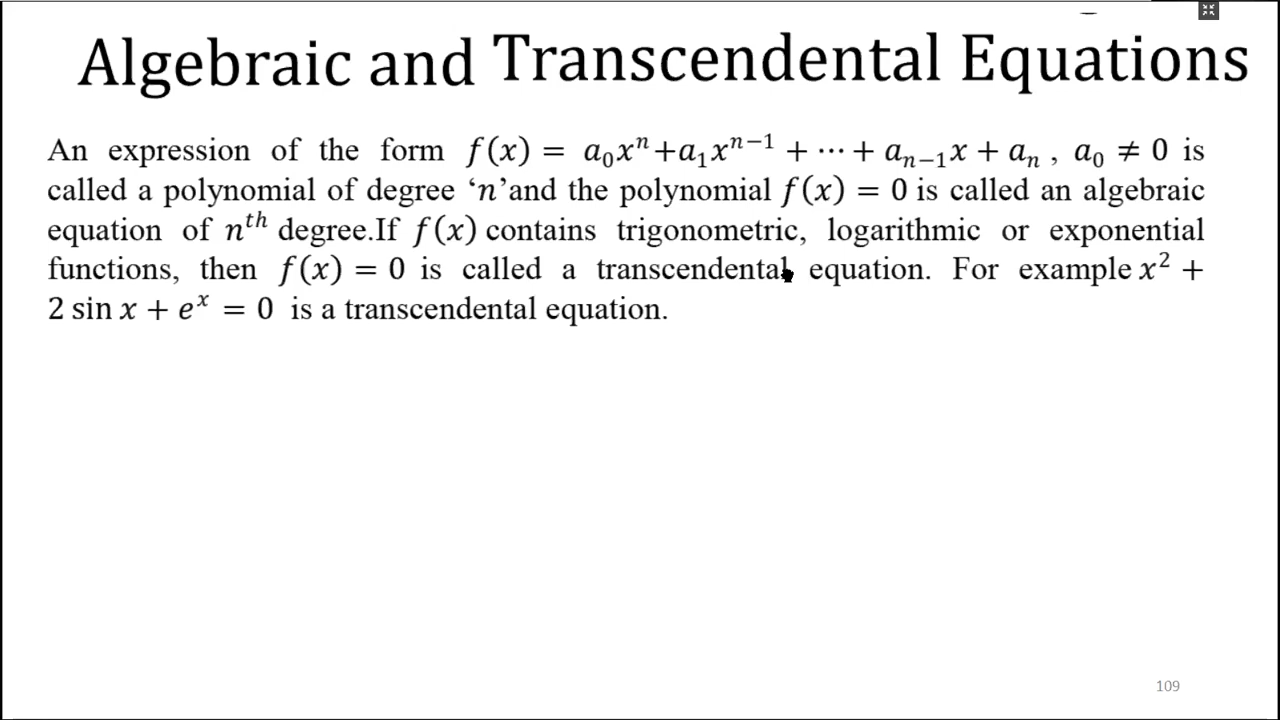 Algebraic and Transcendental Equations
An expression of the form f(x) = a₀xⁿ+a₁xⁿ⁻¹ + ⋯ + aₙ₋₁x + aₙ , a₀ ≠ 0 is
called a polynomial of degree ‘n’and the polynomial f(x) = 0 is called an algebraic
equation of nᵗʰ degree.If f(x) contains trigonometric, logarithmic or exponential
functions, then f(x) = 0 is called a transcendental equation. For example x² +
2 sin x + eˣ = 0 is a transcendental equation.
109